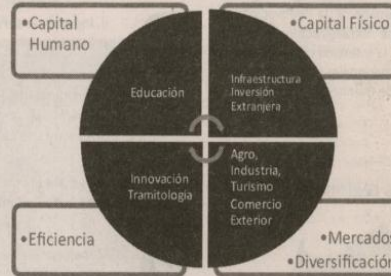 •Capital
Humano
•Capital Físico
Educación
Infraestructura
Inversión
Extranjera
Innovación
Tramitología
Agro,
Industria,
Turismo
Comercio
Exterior
•Eficiencia
•Mercados
•Diversificación